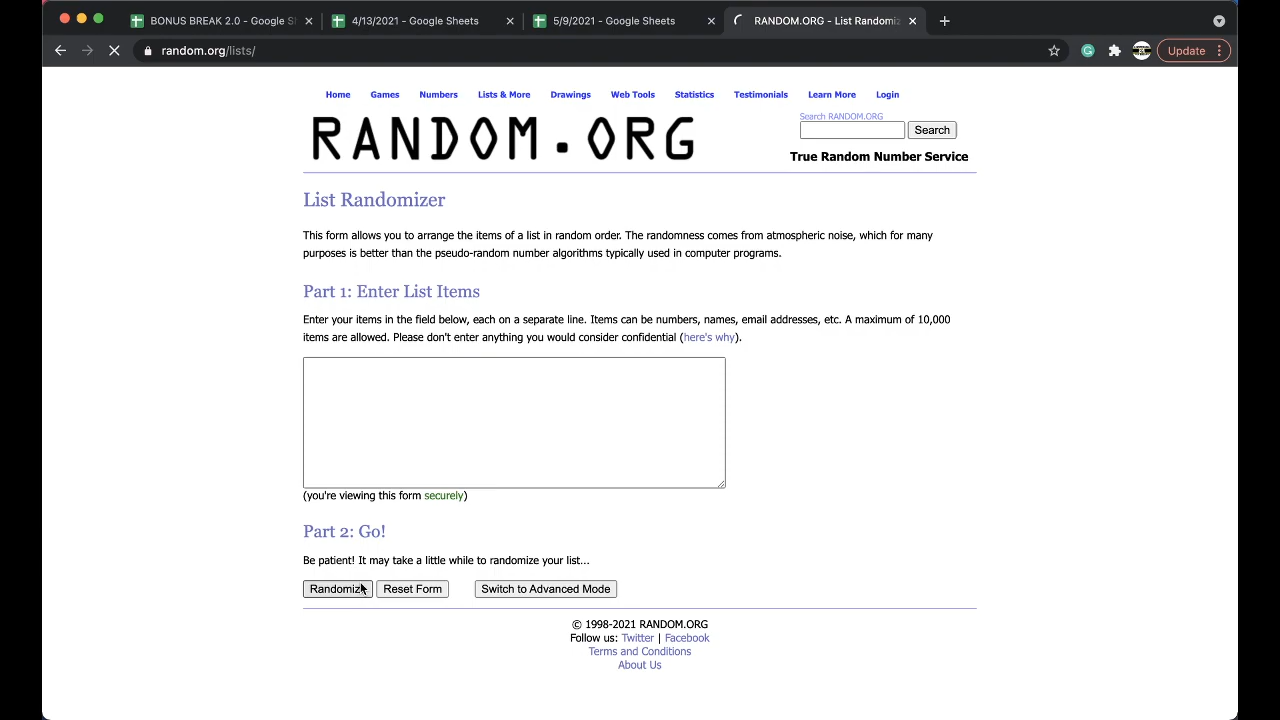 BONUS BREAK 2.0 - Google S
4/13/2021 - Google Sheets
5/9/2021 - Google Sheets
RANDOM.ORG - List Randomiz
random.org/lists/
Update
Home Games Numbers Lists & More Drawings Web Tools Statistics Testimonials Learn More Login
RANDOM.ORG
Search RANDOM.ORG
Search
True Random Number Service
List Randomizer
This form allows you to arrange the items of a list in random order. The randomness comes from atmospheric noise, which for many
purposes is better than the pseudo-random number algorithms typically used in computer programs.
Part 1: Enter List Items
Enter your items in the field below, each on a separate line. Items can be numbers, names, email addresses, etc. A maximum of 10,000
items are allowed. Please don't enter anything you would consider confidential (here's why).
(you're viewing this form securely)
Part 2: Go!
Be patient! It may take a little while to randomize your list...
Randomize Reset Form Switch to Advanced Mode
© 1998-2021 RANDOM.ORG
Follow us: Twitter | Facebook
Terms and Conditions
About Us